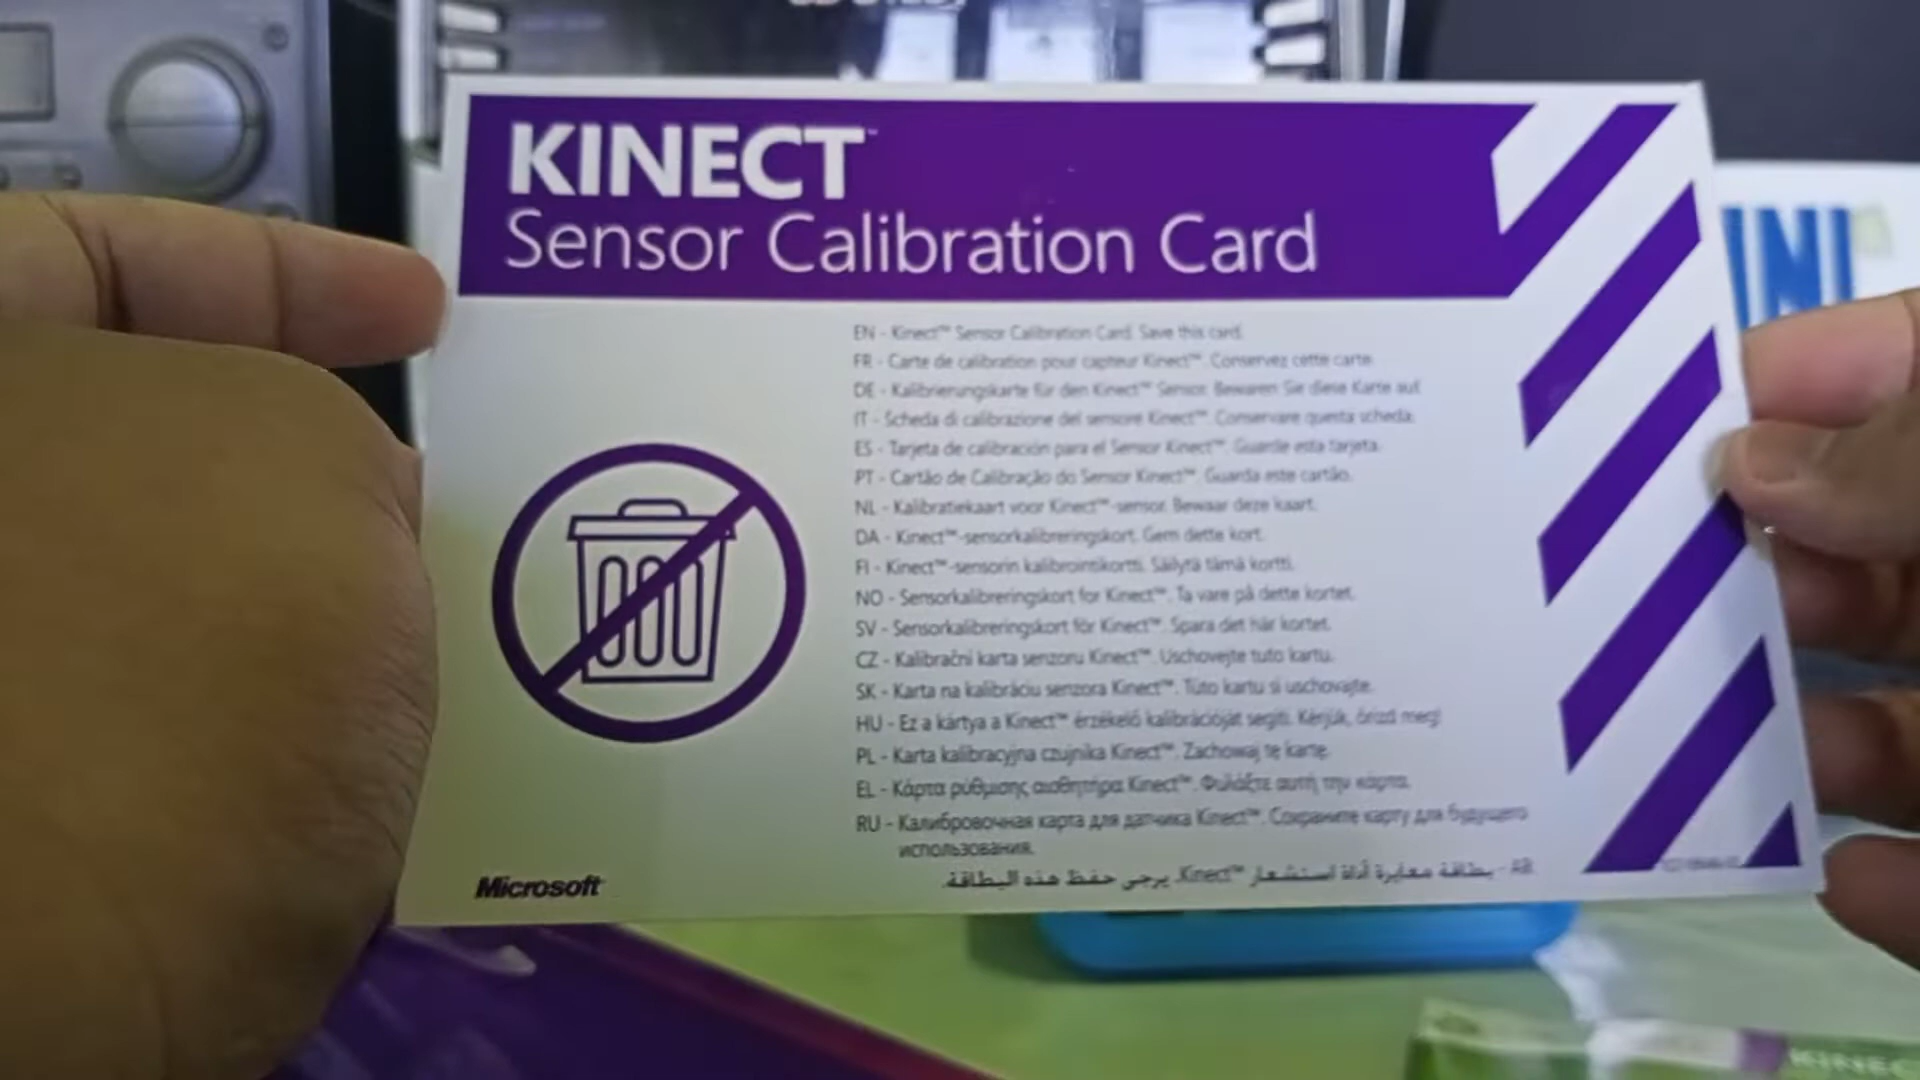 KINECT™
Sensor Calibration Card
EN - Kinect™ Sensor Calibration Card. Save this card.
FR - Carte de calibration pour capteur Kinect™. Conservez cette carte.
DE - Kalibrierungskarte für den Kinect™ Sensor. Bewaren Sie diese Karte auf.
IT - Scheda di calibrazione del sensore Kinect™. Conservare questa scheda.
ES - Tarjeta de calibración para el Sensor Kinect™. Guarde esta tarjeta.
PT - Cartão de Calibração do Sensor Kinect™. Guarda este cartão.
NL - Kalibratiekaart voor Kinect™-sensor. Bewaar deze kaart.
DA - Kinect™-sensorkalibreringskort. Gem dette kort.
FI - Kinect™-sensorin kalibrointikortti. Säilytä tämä kortti.
NO - Sensorkalibreringskort for Kinect™. Ta vare på dette kortet.
SV - Sensorkalibreringskort för Kinect™. Spara det här kortet.
CZ - Kalibrační karta senzoru Kinect™. Uschovejte tuto kartu.
SK - Karta na kalibráciu senzora Kinect™. Túto kartu si uschovajte.
HU - Ez a kártya a Kinect™ érzékelő kalibrációját segíti. Kérjük, őrizd meg!
PL - Karta kalibracyjna czujnika Kinect™. Zachowaj tę kartę.
EL - Κάρτα ρύθμισης αισθητήρα Kinect™. Φυλάξτε αυτή την κάρτα.
RU - Калибровочная карта для датчика Kinect™. Сохраните карту для будущего
использования.
AR - بطاقة معايرة أداة استشعار Kinect™. يرجى حفظ هذه البطاقة.
Microsoft
INI
KINEC